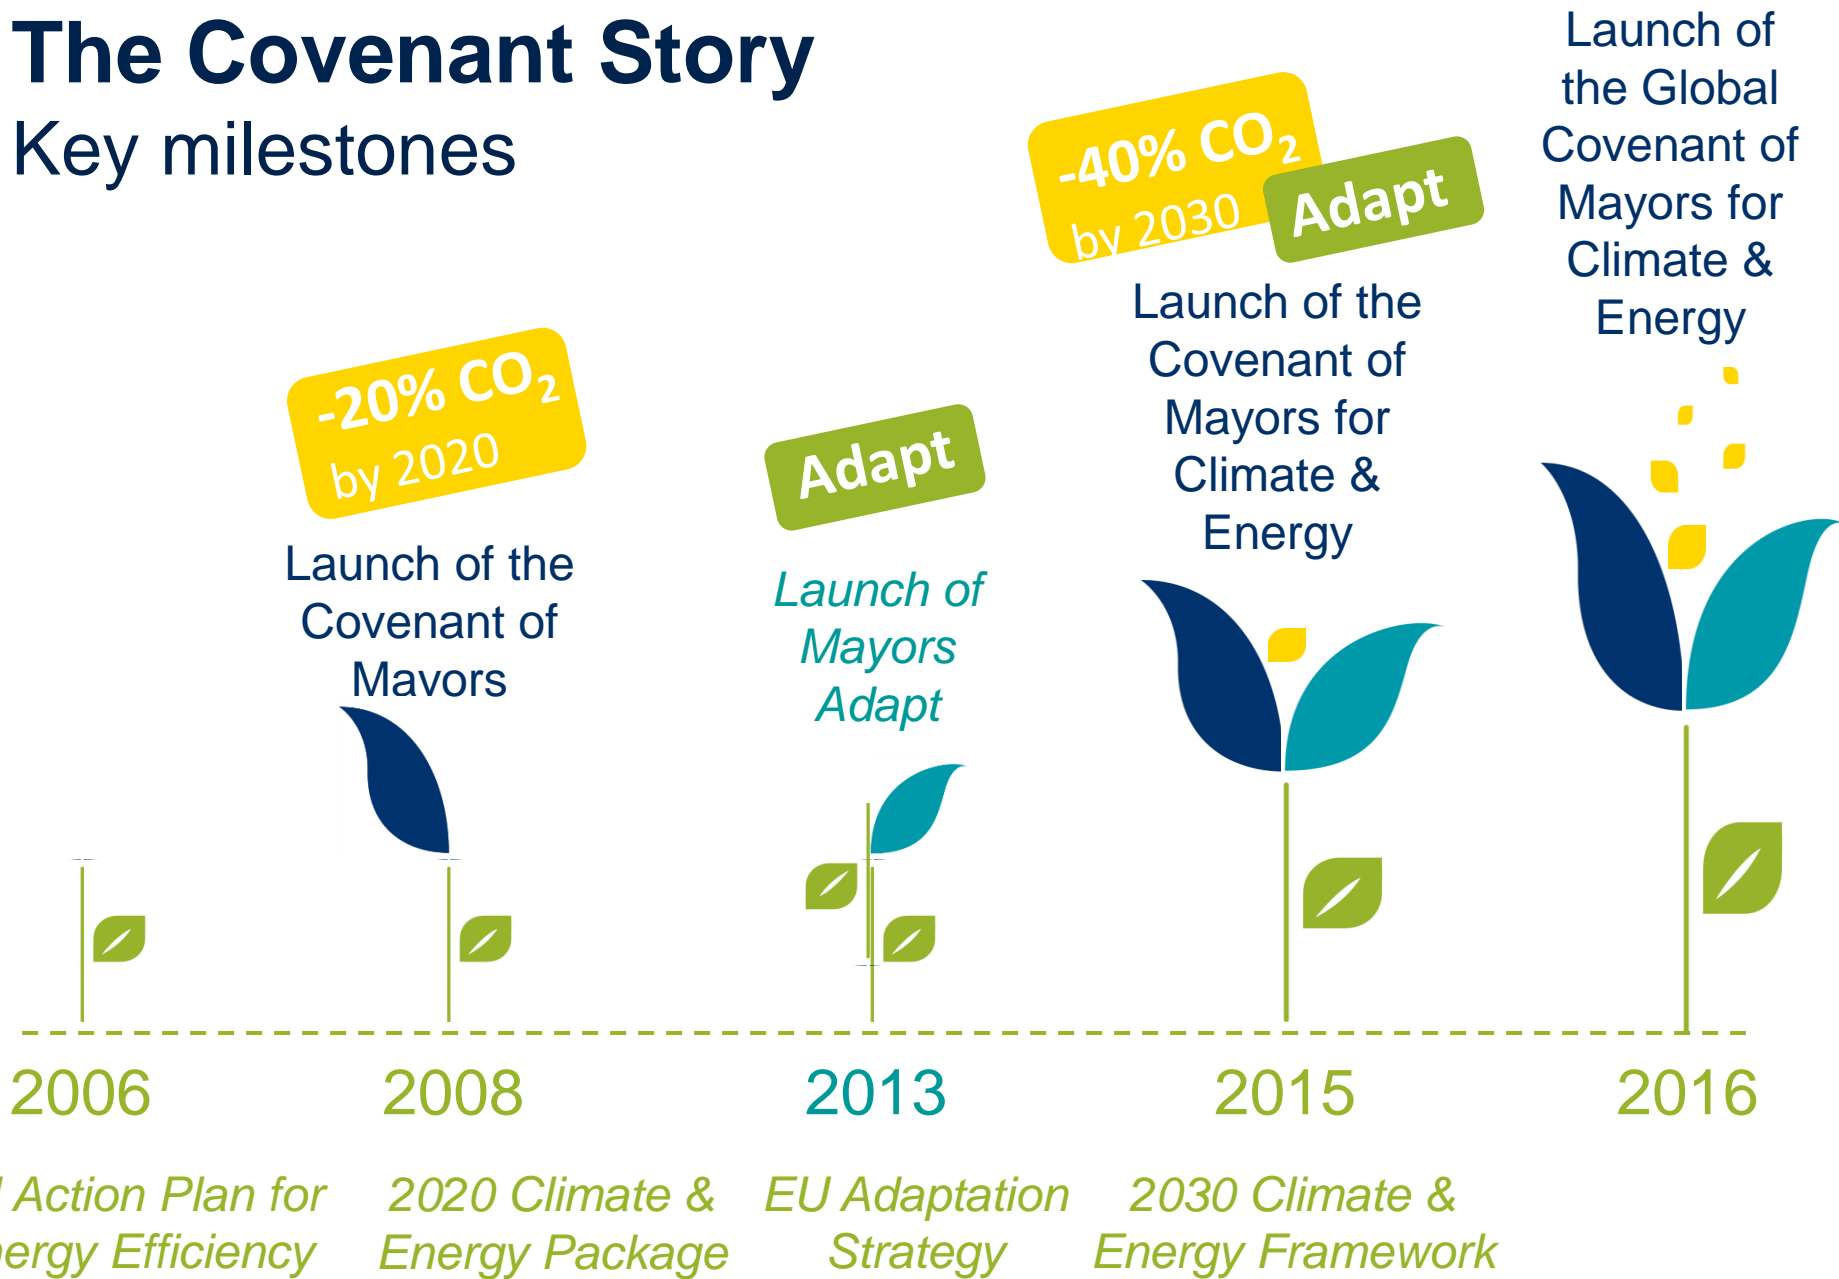 The Covenant Story
Key milestones
-20% CO₂
by 2020
Launch of the
Covenant of
Mayors
Adapt
Launch of
Mayors
Adapt
-40% CO₂
by 2030
Adapt
Launch of the
Covenant of
Mayors for
Climate &
Energy
Launch of
the Global
Covenant of
Mayors for
Climate &
Energy
2006
2008
2013
2015
2016
Action Plan for
Efficiency
2020 Climate &
Energy Package
EU Adaptation
Strategy
2030 Climate &
Energy Framework